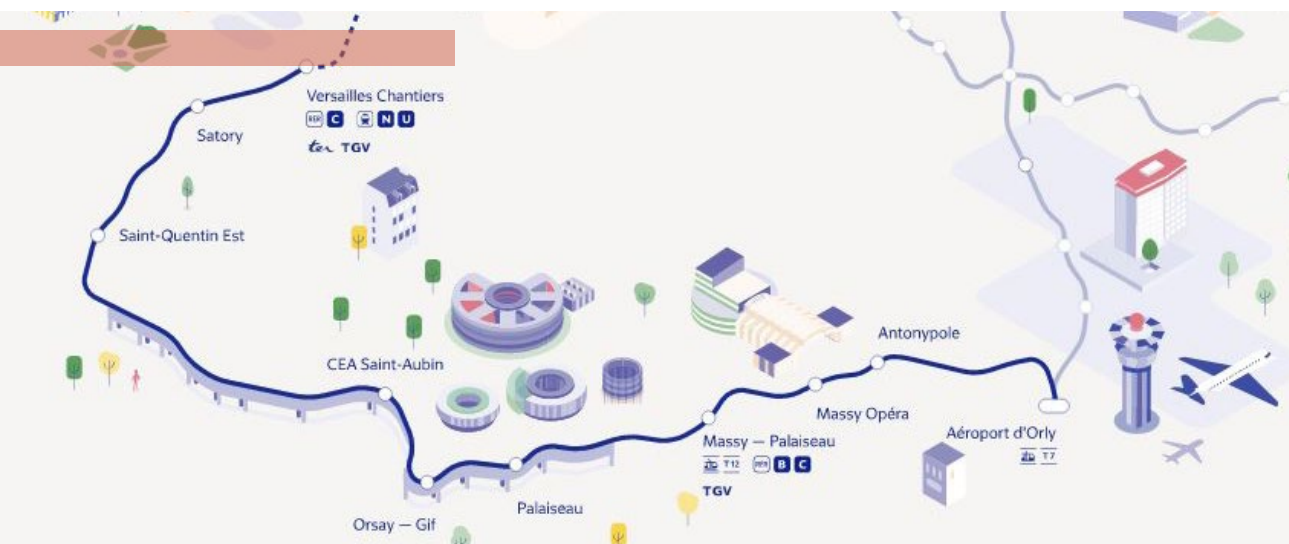 Versailles Chantiers
RER C N U
ter TGV
Satory
Saint-Quentin Est
CEA Saint-Aubin
Antonypole
Massy Opéra
Aéroport d'Orly
T7
Massy — Palaiseau
T12 RER B C
TGV
Palaiseau
Orsay — Gif